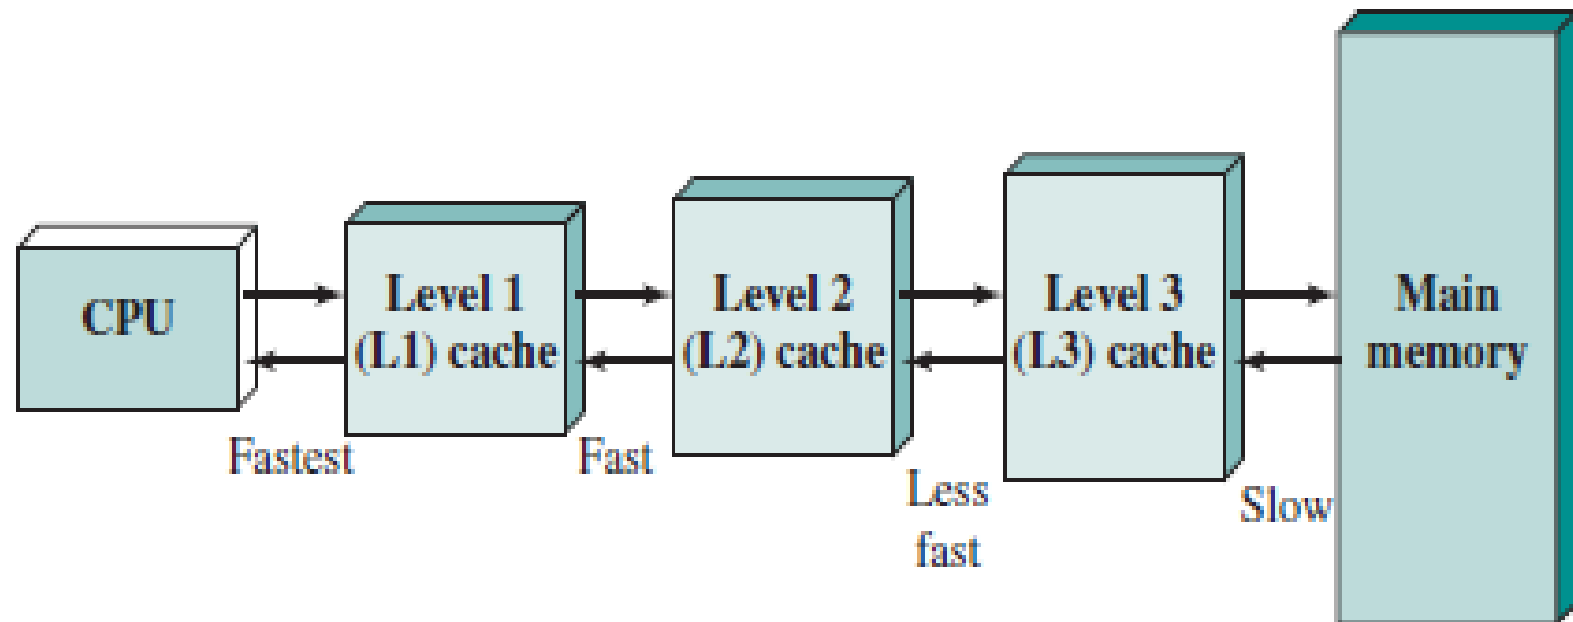 CPU
Level 1
(L1) cache
Level 2
(L2) cache
Level 3
(L3) cache
Main
memory
Fastest
Fast
Less
fast
Slow